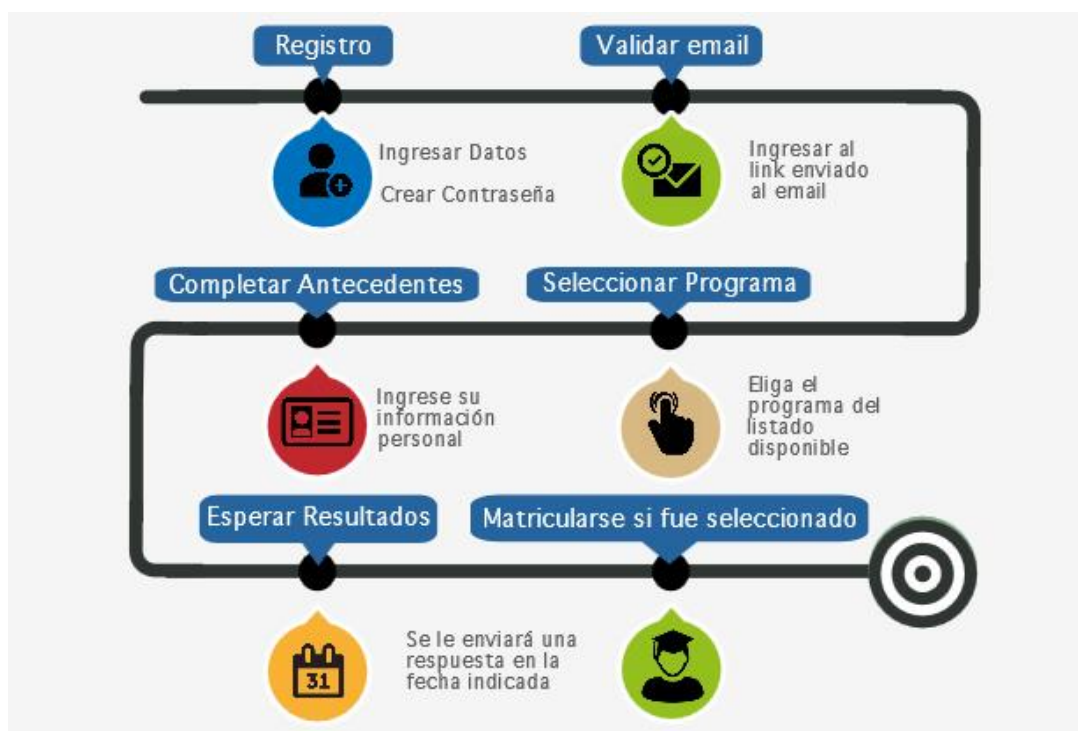 Registro
Validar email
Ingresar Datos
Crear Contraseña
Ingresar al
link enviado
al email
Seleccionar Programa
Eliga el
programa del
listado
disponible
Completar Antecedentes
Ingrese su
información
personal
Esperar Resultados
31
Se le enviará una
respuesta en la
fecha indicada
Matricularse si fue seleccionado